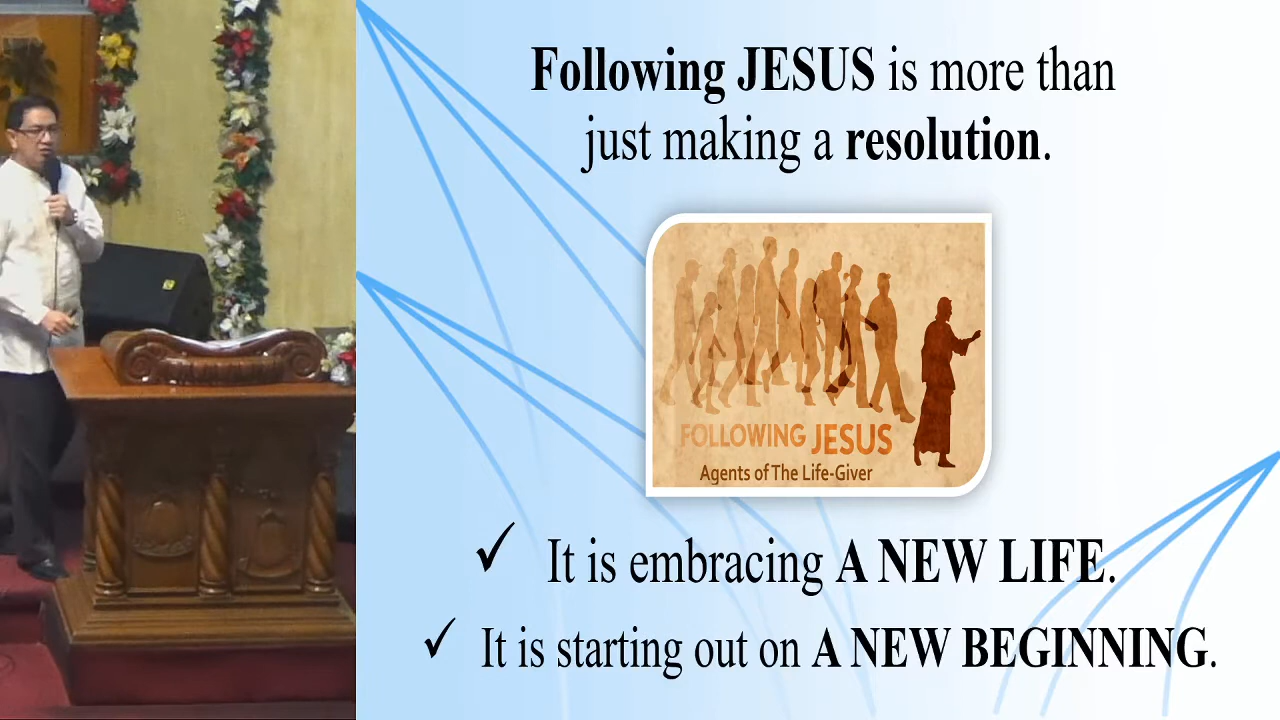 Following JESUS is more than
just making a resolution.
FOLLOWING JESUS
Agents of The Life-Giver
✓ It is embracing A NEW LIFE.
✓ It is starting out on A NEW BEGINNING.